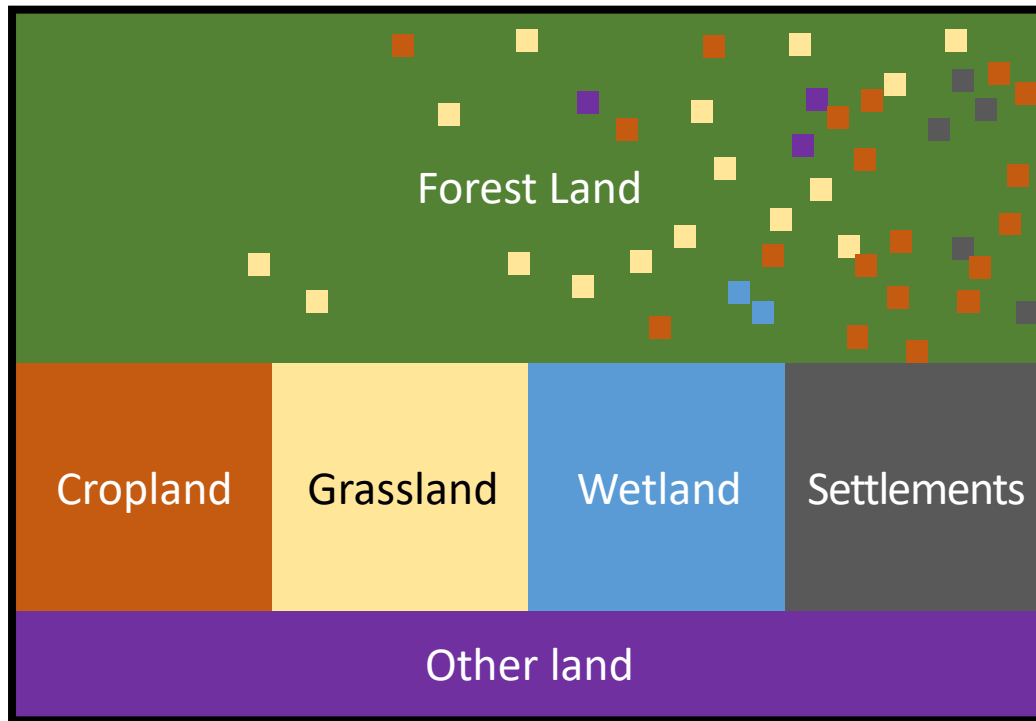 Forest Land
Cropland
Grassland
Wetland
Settlements
Other land